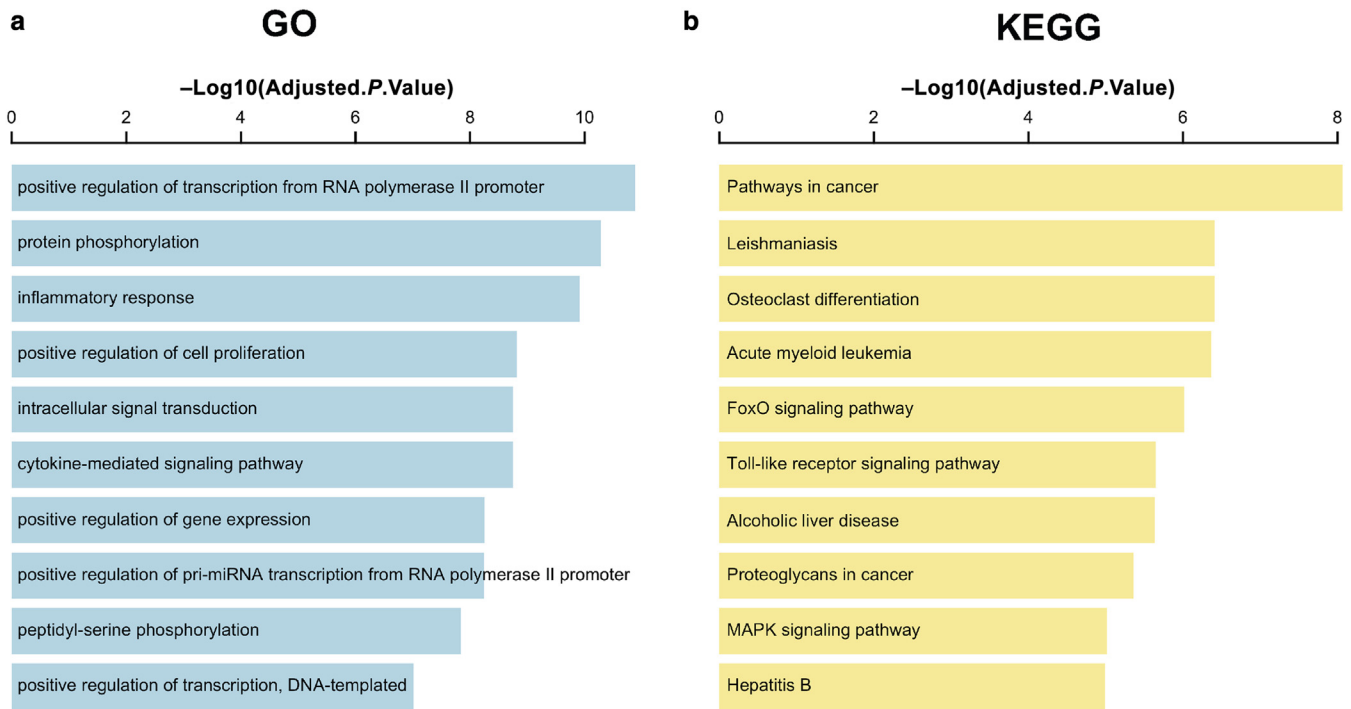 a
GO
–Log10(Adjusted.P.Value)
0 2 4 6 8 10
positive regulation of transcription from RNA polymerase II promoter
protein phosphorylation
inflammatory response
positive regulation of cell proliferation
intracellular signal transduction
cytokine-mediated signaling pathway
positive regulation of gene expression
positive regulation of pri-miRNA transcription from RNA polymerase II promoter
peptidyl-serine phosphorylation
positive regulation of transcription, DNA-templated
b
KEGG
–Log10(Adjusted.P.Value)
0 2 4 6 8
Pathways in cancer
Leishmaniasis
Osteoclast differentiation
Acute myeloid leukemia
FoxO signaling pathway
Toll-like receptor signaling pathway
Alcoholic liver disease
Proteoglycans in cancer
MAPK signaling pathway
Hepatitis B